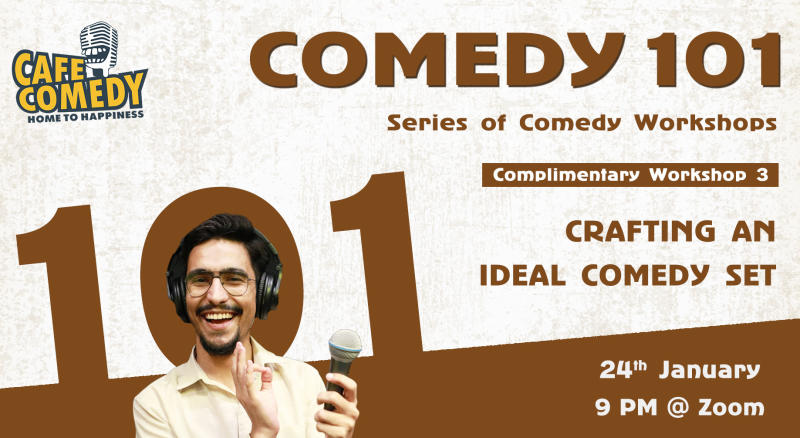 CAFE
COMEDY
HOME TO HAPPINESS
COMEDY 101
Series of Comedy Workshops
Complimentary Workshop 3
CRAFTING AN
IDEAL COMEDY SET
101
24th January
9 PM @ Zoom